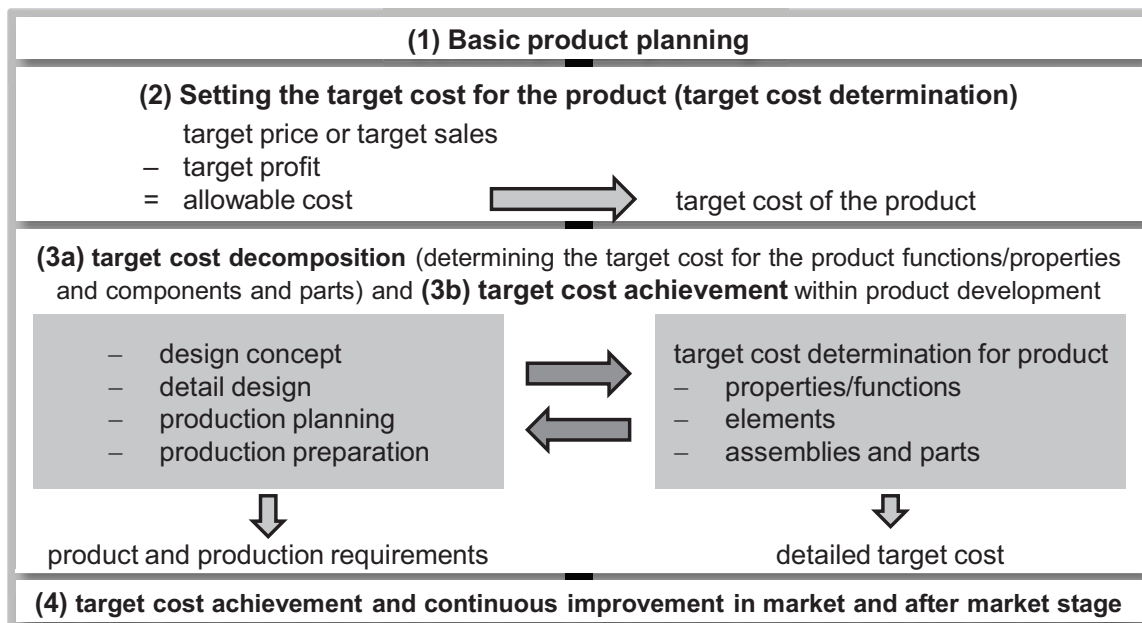 (1) Basic product planning
(2) Setting the target cost for the product (target cost determination)
target price or target sales
– target profit
= allowable cost
target cost of the product
(3a) target cost decomposition (determining the target cost for the product functions/properties
and components and parts) and (3b) target cost achievement within product development
– design concept
– detail design
– production planning
– production preparation
target cost determination for product
– properties/functions
– elements
– assemblies and parts
product and production requirements
detailed target cost
(4) target cost achievement and continuous improvement in market and after market stage